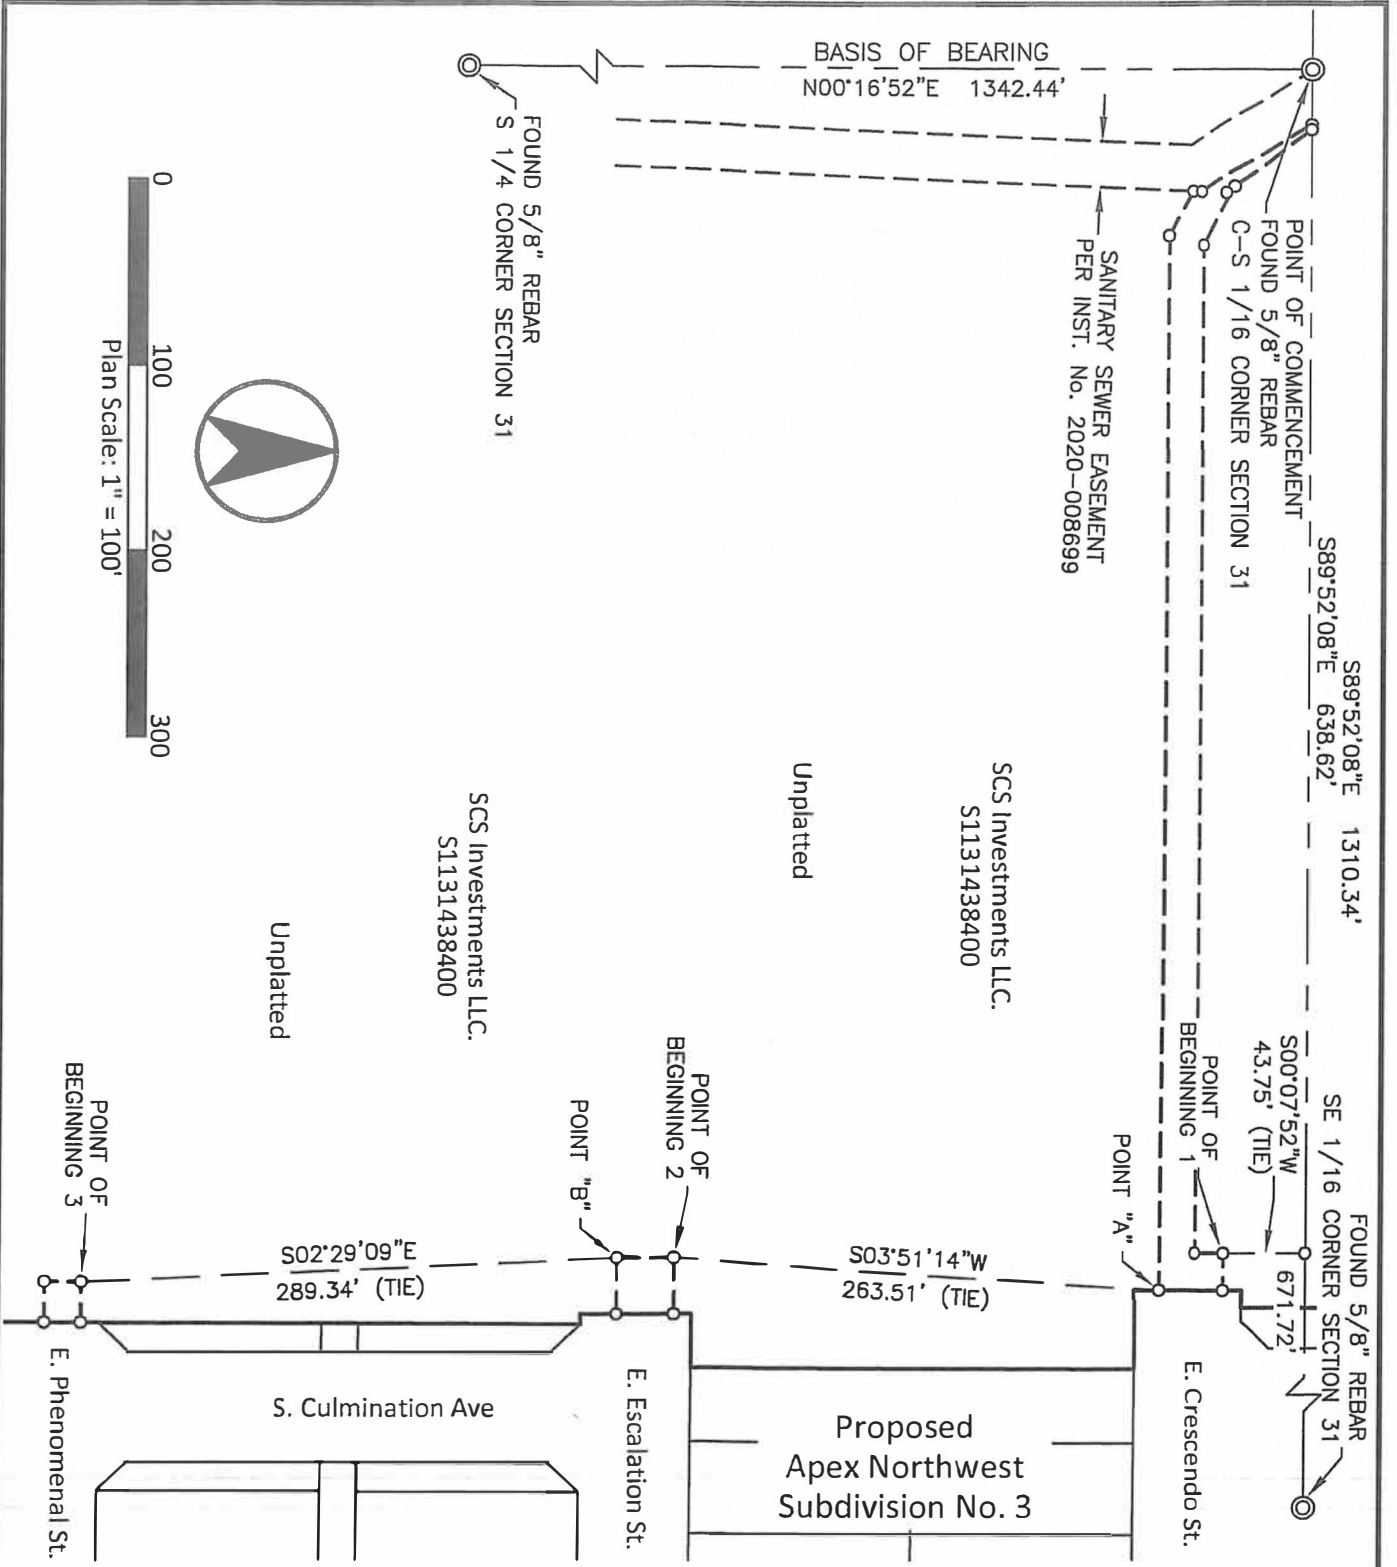 BASIS OF BEARING
N00°16'52"E 1342.44'
FOUND 5/8" REBAR
S 1/4 CORNER SECTION 31
POINT OF COMMENCEMENT
FOUND 5/8" REBAR
C-S 1/16 CORNER SECTION 31
SANITARY SEWER EASEMENT
PER INST. No. 2020-008699
S89°52'08"E 1310.34'
S89°52'08"E 638.62'
0 100 200 300
Plan Scale: 1" = 100'
SCS Investments LLC.
S1131438400
Unplatted
SCS Investments LLC.
S1131438400
Unplatted
FOUND 5/8" REBAR
SE 1/16 CORNER SECTION 31
671.72'
S00°07'52"W
43.75' (TIE)
POINT OF
BEGINNING 1
POINT "A"
S03°51'14"W
263.51' (TIE)
POINT OF
BEGINNING 2
POINT "B"
S02°29'09"E
289.34' (TIE)
POINT OF
BEGINNING 3
E. Crescendo St.
Proposed
Apex Northwest
Subdivision No. 3
E. Escalation St.
S. Culmination Ave
E. Phenomenal St.